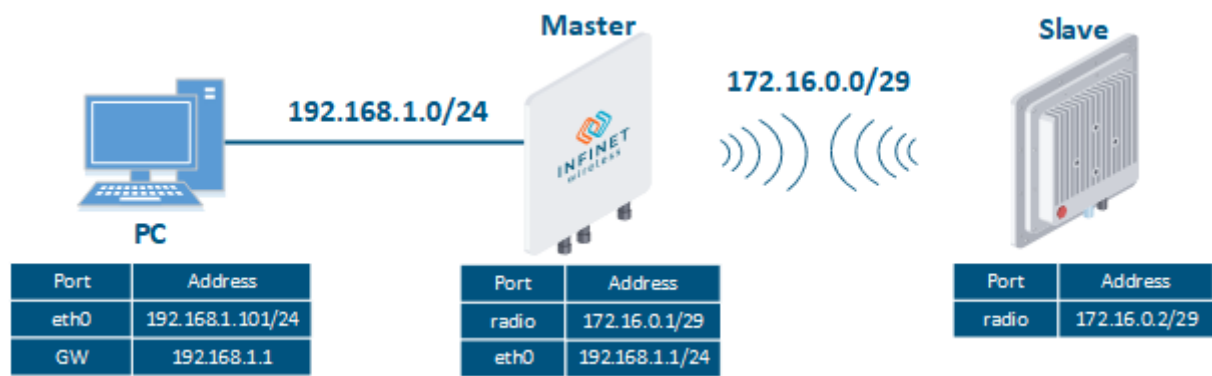 Master
Slave
192.168.1.0/24
172.16.0.0/29
INFINET
wireless
PC
Port Address
eth0 192.168.1.101/24
GW 192.168.1.1
Port Address
radio 172.16.0.1/29
eth0 192.168.1.1/24
Port Address
radio 172.16.0.2/29